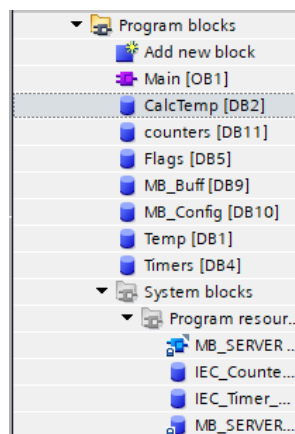 Program blocks
Add new block
Main [OB1]
CalcTemp [DB2]
counters [DB11]
Flags [DB5]
MB_Buff [DB9]
MB_Config [DB10]
Temp [DB1]
Timers [DB4]
System blocks
Program resour...
MB_SERVER ...
IEC_Counte...
IEC_Timer_...
MB_SERVER...